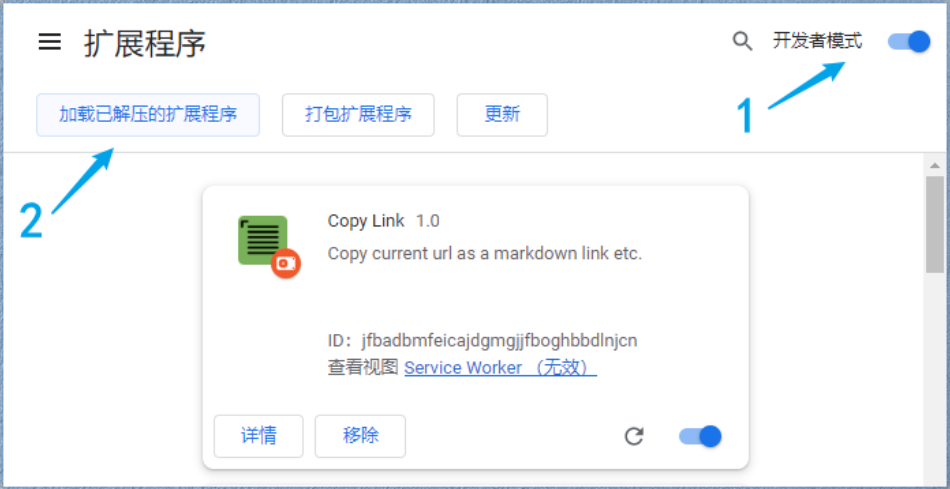 扩展程序
开发者模式
加载已解压的扩展程序 打包扩展程序 更新
1
2
Copy Link 1.0
Copy current url as a markdown link etc.
ID：jfbadbmfeicajdgmgjjfboghbbdlnjcn
查看视图 Service Worker （无效）
详情 移除